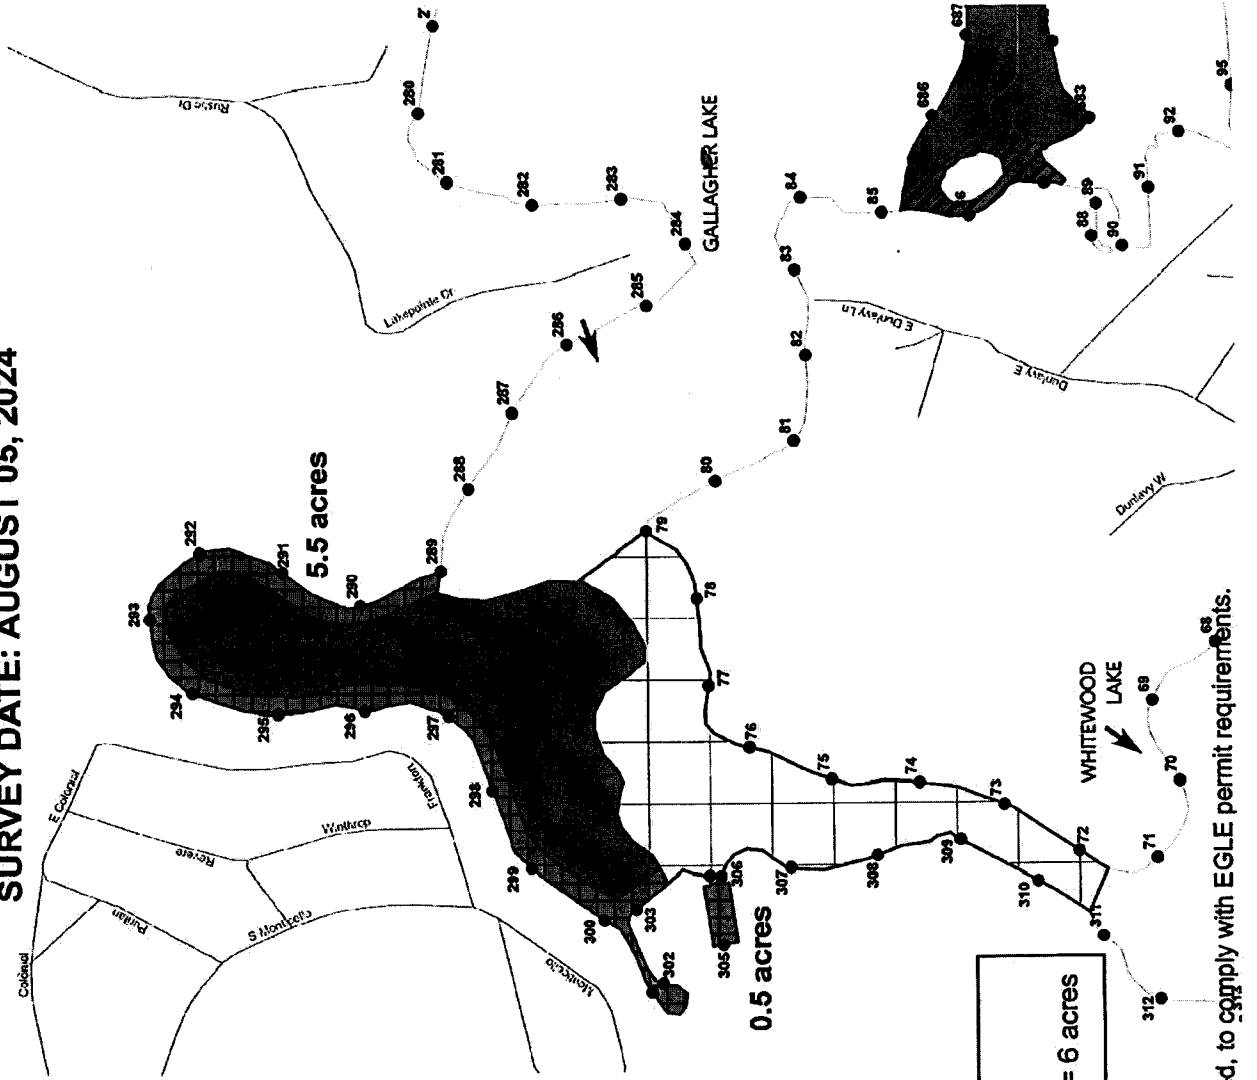 SURVEY DATE: AUGUST 05, 2024
Rustic Dr
280
281
282
283
284
GALLAGHER LAKE
285
Lakepointe Dr
286
287
288
289
290
291
292
293
294
295
296
297
298
299
300
302
303
305
306
307
308
309
310
311
312
5.5 acres
0.5 acres
E Colonial
Colonial
Revere
Winthrop
Franklin
Puritan
S Monticello
Monticello
687
686
683
84
85
83
82
81
80
79
78
77
76
75
74
73
72
71
70
69
68
88
89
90
91
92
95
E Dunlavy Ln
Dunlavy E
Dunlavy W
WHITEWOOD
LAKE
= 6 acres
d, to comply with EGLE permit requirements.